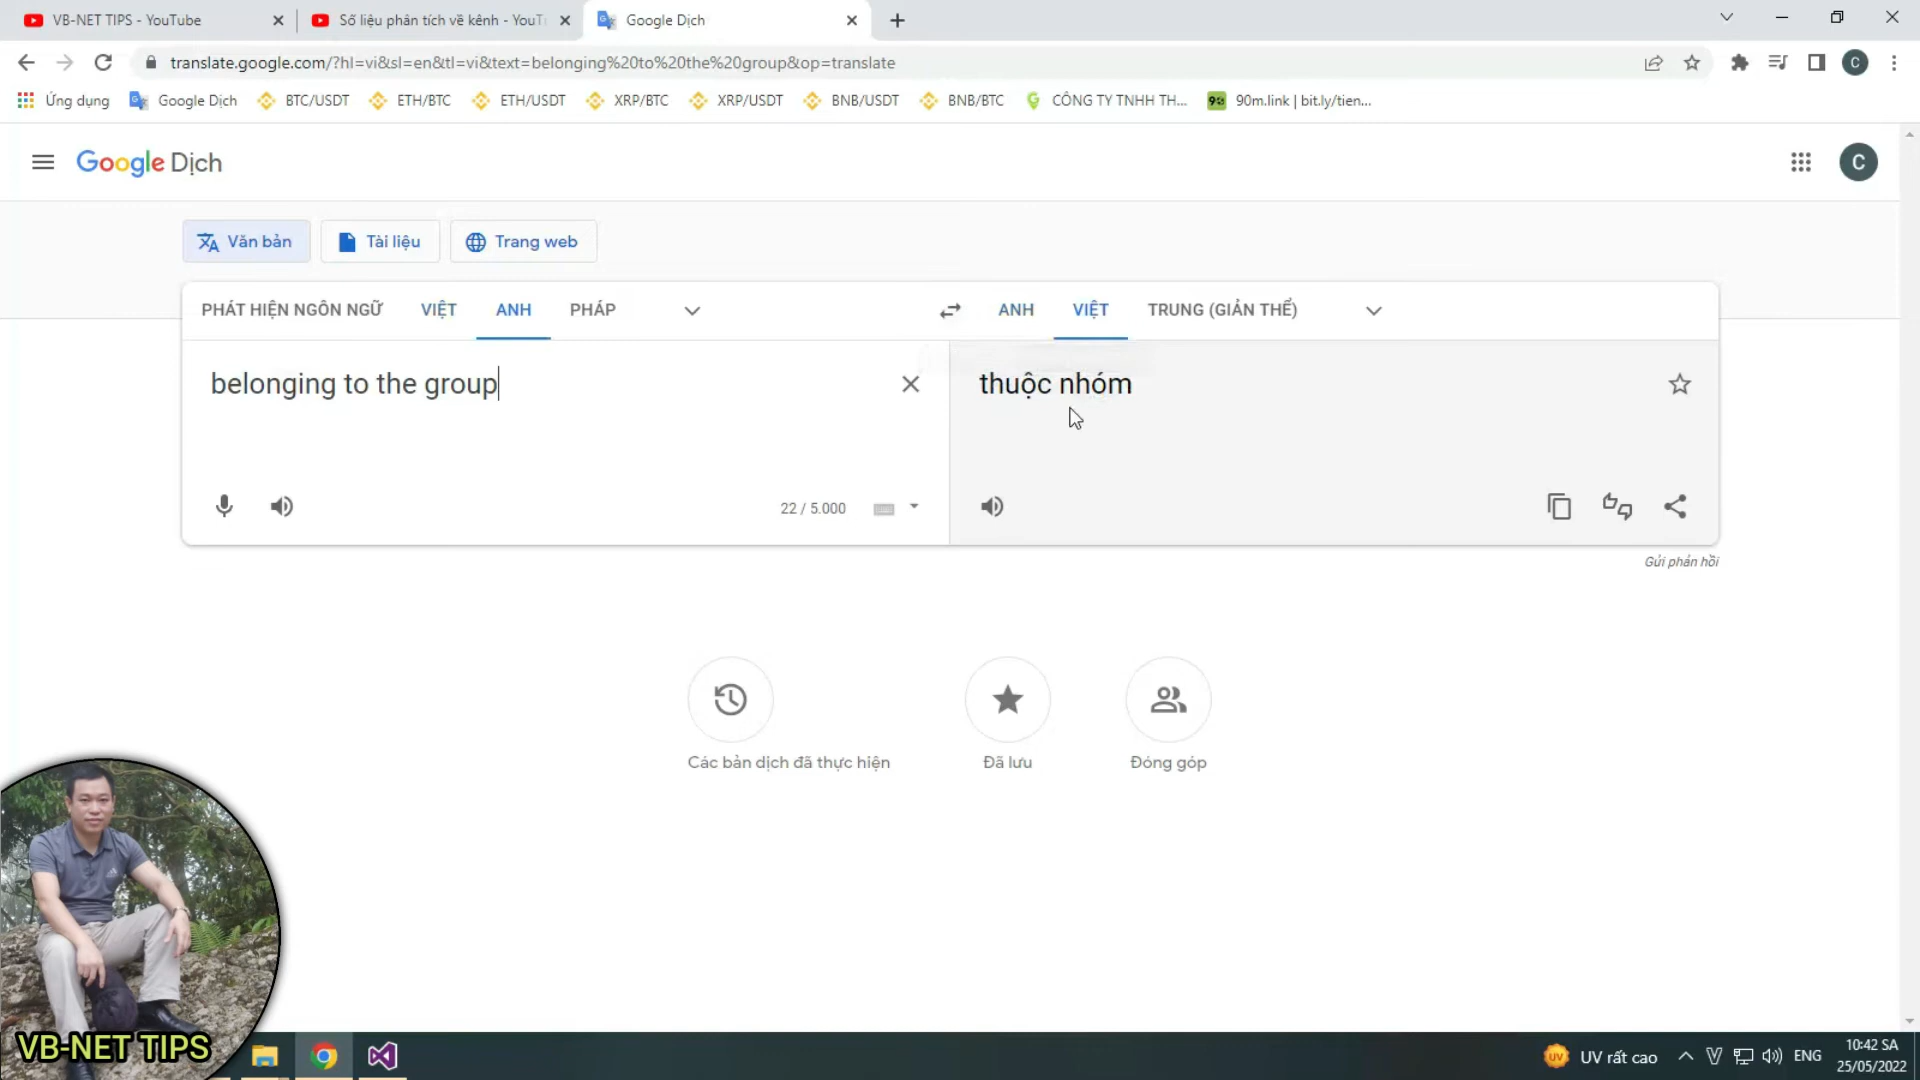 VB-NET TIPS - YouTube
Số liệu phân tích về kênh - YouT
Google Dịch
translate.google.com/?hl=vi&sl=en&tl=vi&text=belonging%20to%20the%20group&op=translate
C
Ứng dụng
Google Dịch
BTC/USDT
ETH/BTC
ETH/USDT
XRP/BTC
XRP/USDT
BNB/USDT
BNB/BTC
CÔNG TY TNHH TH...
90m.link | bit.ly/tien...
Google Dịch
C
Văn bản
Tài liệu
Trang web
PHÁT HIỆN NGÔN NGỮ
VIỆT
ANH
PHÁP
ANH
VIỆT
TRUNG (GIẢN THỂ)
belonging to the group
thuộc nhóm
22 / 5.000
Gửi phản hồi
Các bản dịch đã thực hiện
Đã lưu
Đóng góp
VB-NET TIPS
UV
UV rất cao
ENG
10:42 SA
25/05/2022